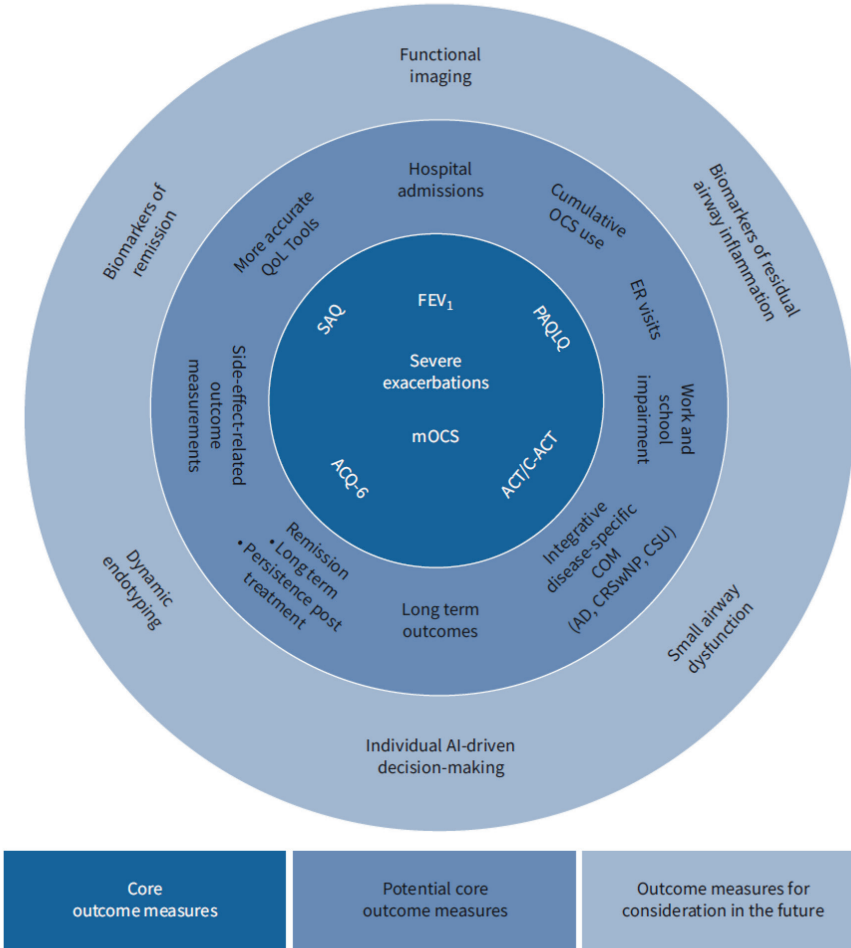 Functional
imaging
Biomarkers of
remission
Biomarkers of residual
airway inflammation
Hospital
admissions
More accurate
QoL Tools
Cumulative
OCS use
ER visits
SAQ
FEV₁
PAQLQ
Severe
exacerbations
Side-effect-related
outcome
measurements
Work and
school
impairment
mOCS
ACQ-6
ACT/C-ACT
Remission
• Long term
• Persistence post
treatment
Long term
outcomes
Integrative
disease-specific
COM
(AD, CRSwNP, CSU)
Dynamic
endotyping
Small airway
dysfunction
Individual AI-driven
decision-making
Core
outcome measures
Potential core
outcome measures
Outcome measures for
consideration in the future